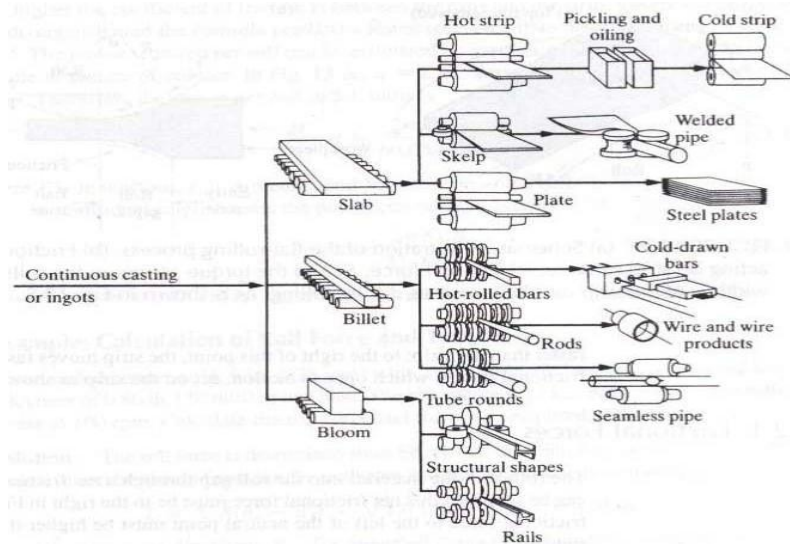 Hot strip
Pickling and
oiling
Cold strip
Skelp
Welded
pipe
Slab
Plate
Steel plates
Continuous casting
or ingots
Billet
Hot-rolled bars
Cold-drawn
bars
Rods
Wire and wire
products
Tube rounds
Seamless pipe
Bloom
Structural shapes
Rails